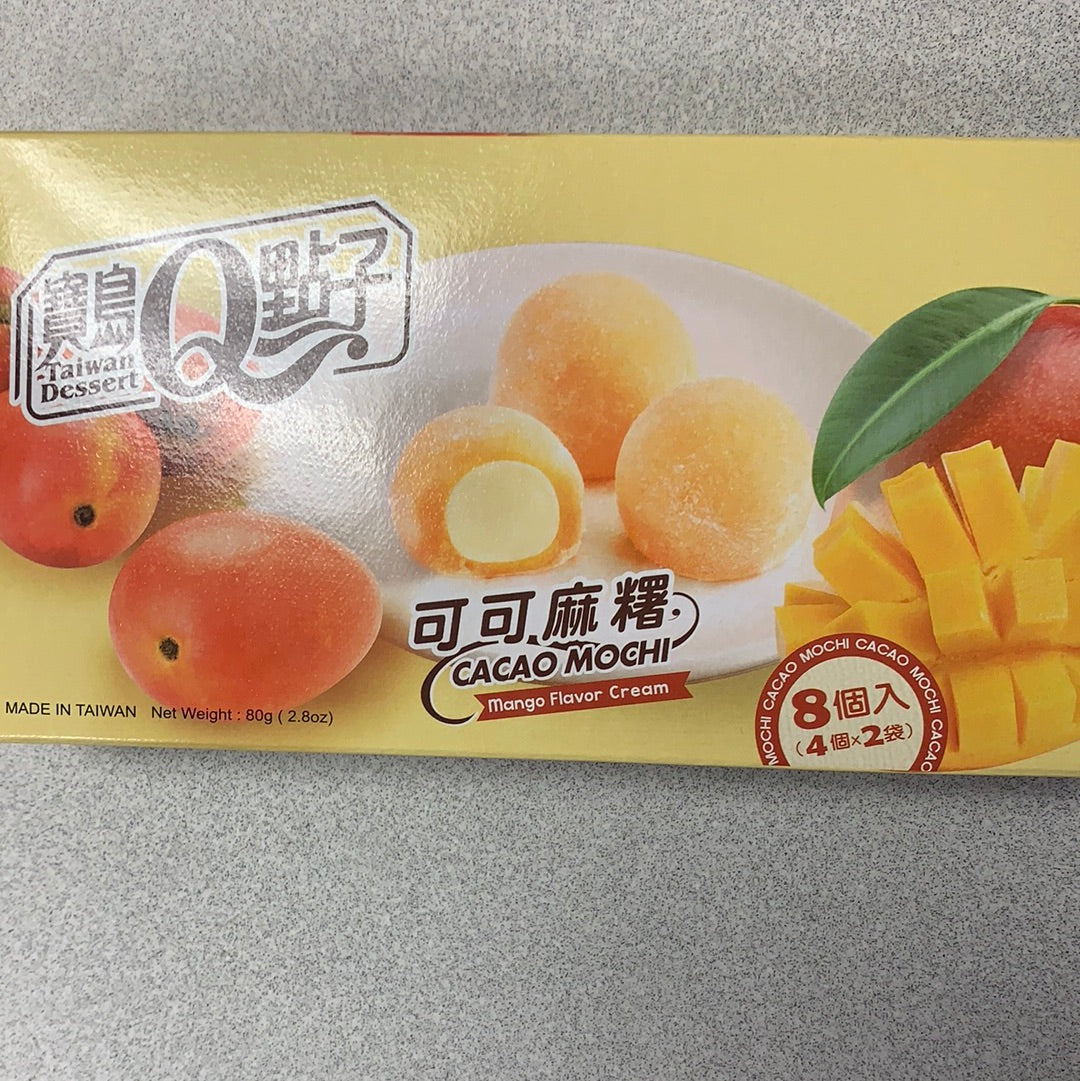 寶島Q點子
Taiwan
Dessert
可可麻糬
CACAO MOCHI
Mango Flavor Cream
MADE IN TAIWAN Net Weight : 80g ( 2.8oz)
MOCHI CACAO MOCHI CACAO MOCHI CACAO
8個入
(4個×2袋)